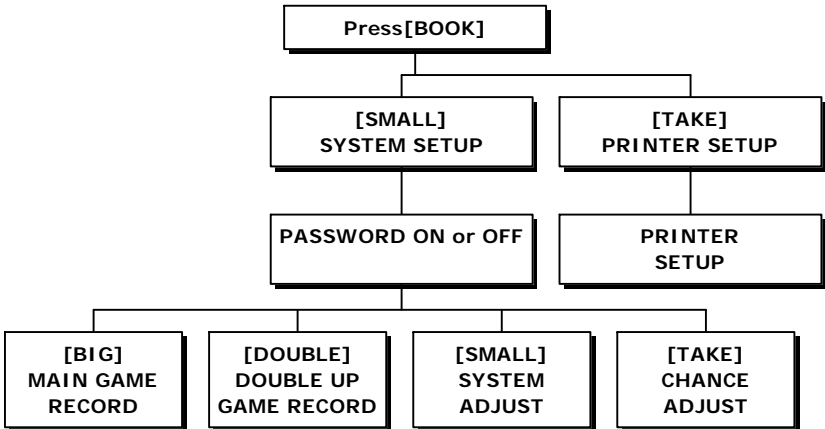 Press[BOOK]
[SMALL]
SYSTEM SETUP
[TAKE]
PRINTER SETUP
PASSWORD ON or OFF
PRINTER
SETUP
[BIG]
MAIN GAME
RECORD
[DOUBLE]
DOUBLE UP
GAME RECORD
[SMALL]
SYSTEM
ADJUST
[TAKE]
CHANCE
ADJUST